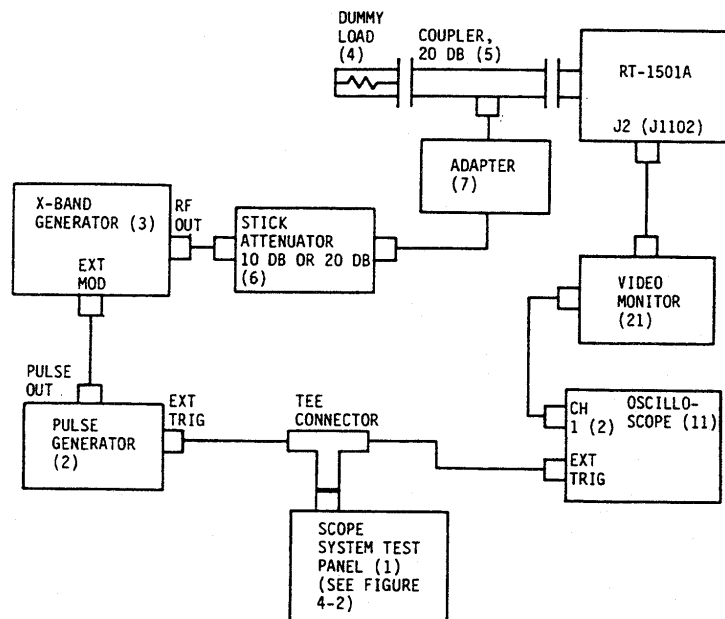 DUMMY
LOAD
(4)
COUPLER,
20 DB (5)
RT-1501A
J2 (J1102)
ADAPTER
(7)
X-BAND
GENERATOR (3)
RF
OUT
EXT
MOD
STICK
ATTENUATOR
10 DB OR 20 DB
(6)
VIDEO
MONITOR
(21)
PULSE
OUT
PULSE
GENERATOR
(2)
EXT
TRIG
TEE
CONNECTOR
CH
1 (2)
OSCILLO-
SCOPE (11)
EXT
TRIG
SCOPE
SYSTEM TEST
PANEL (1)
(SEE FIGURE
4-2)